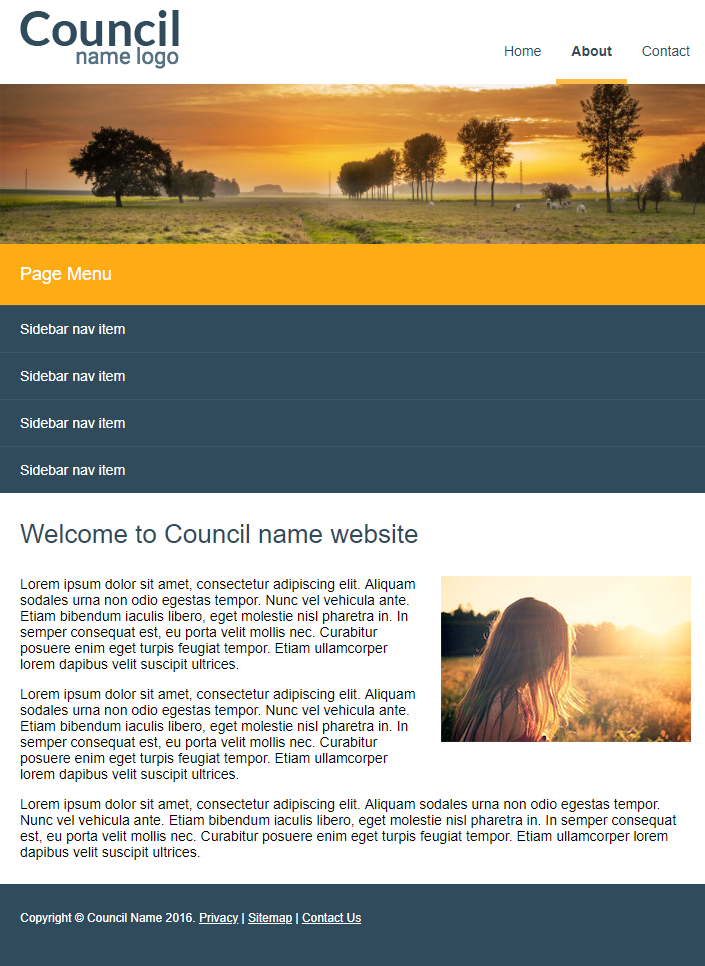 Council
name logo
Home About Contact
Page Menu
Sidebar nav item
Sidebar nav item
Sidebar nav item
Sidebar nav item
Welcome to Council name website
Lorem ipsum dolor sit amet, consectetur adipiscing elit. Aliquam
sodales urna non odio egestas tempor. Nunc vel vehicula ante.
Etiam bibendum iaculis libero, eget molestie nisl pharetra in. In
semper consequat est, eu porta velit mollis nec. Curabitur
posuere enim eget turpis feugiat tempor. Etiam ullamcorper
lorem dapibus velit suscipit ultrices.
Lorem ipsum dolor sit amet, consectetur adipiscing elit. Aliquam
sodales urna non odio egestas tempor. Nunc vel vehicula ante.
Etiam bibendum iaculis libero, eget molestie nisl pharetra in. In
semper consequat est, eu porta velit mollis nec. Curabitur
posuere enim eget turpis feugiat tempor. Etiam ullamcorper
lorem dapibus velit suscipit ultrices.
Lorem ipsum dolor sit amet, consectetur adipiscing elit. Aliquam sodales urna non odio egestas tempor.
Nunc vel vehicula ante. Etiam bibendum iaculis libero, eget molestie nisl pharetra in. In semper consequat
est, eu porta velit mollis nec. Curabitur posuere enim eget turpis feugiat tempor. Etiam ullamcorper lorem
dapibus velit suscipit ultrices.
Copyright © Council Name 2016. Privacy | Sitemap | Contact Us